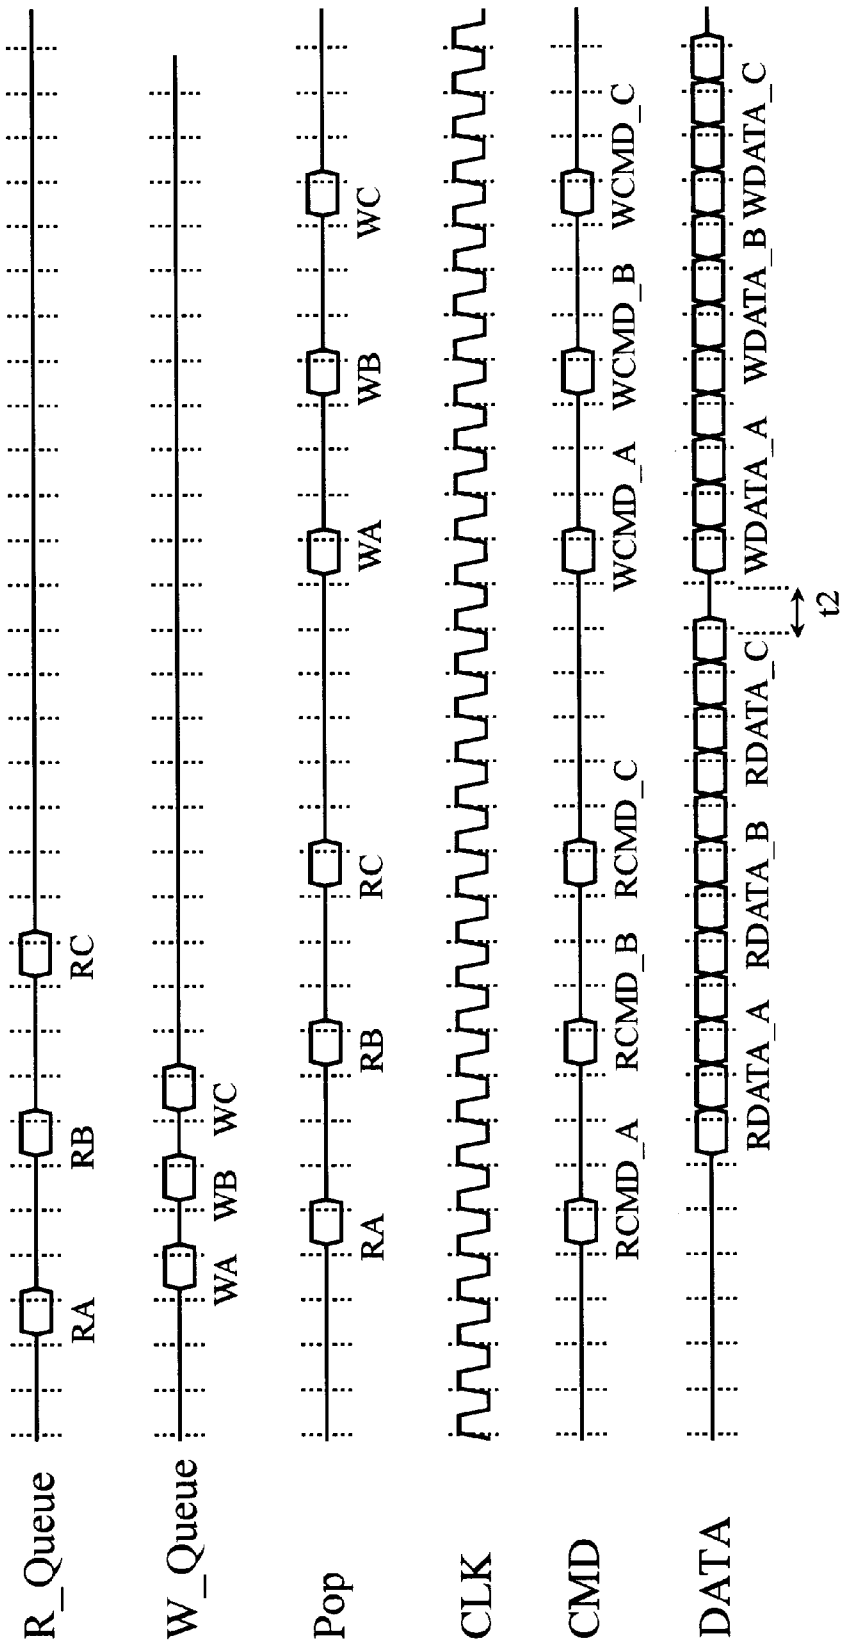 R_Queue
RA RB RC
W_Queue
WA WB WC
Pop
RA RB RC WA WB WC
CLK
CMD
RCMD_A RCMD_B RCMD_C WCMD_A WCMD_B WCMD_C
DATA
RDATA_A RDATA_B RDATA_C WDATA_A WDATA_B WDATA_C
t2